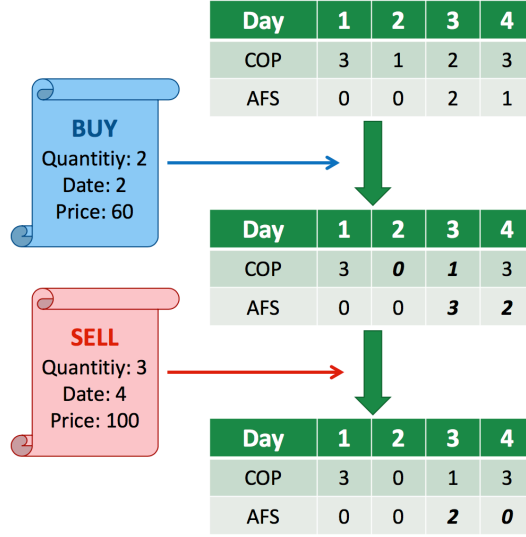 Day 1 2 3 4
COP 3 1 2 3
AFS 0 0 2 1
BUY
Quantitiy: 2
Date: 2
Price: 60
Day 1 2 3 4
COP 3 0 1 3
AFS 0 0 3 2
SELL
Quantitiy: 3
Date: 4
Price: 100
Day 1 2 3 4
COP 3 0 1 3
AFS 0 0 2 0